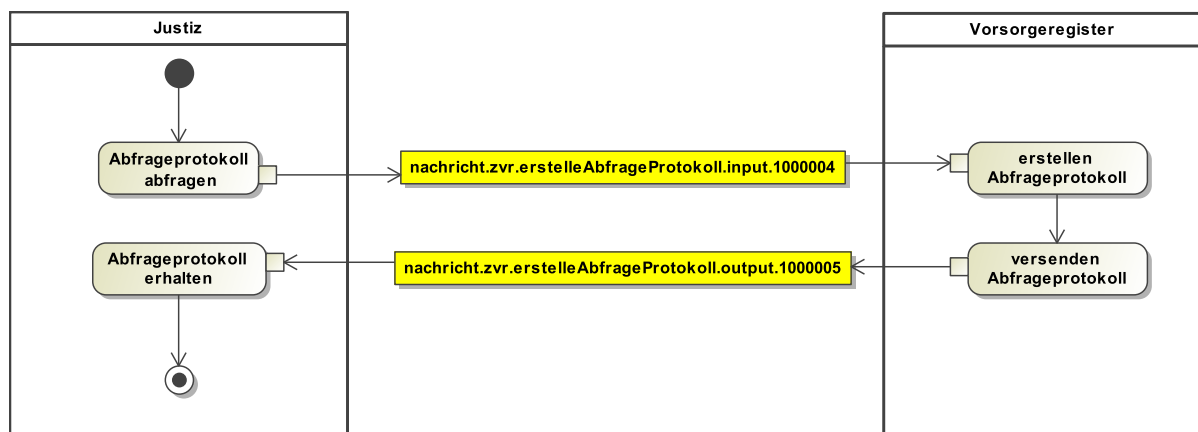 Justiz
Vorsorgeregister
Abfrageprotokoll
abfragen
nachricht.zvr.erstelleAbfrageProtokoll.input.1000004
erstellen
Abfrageprotokoll
Abfrageprotokoll
erhalten
nachricht.zvr.erstelleAbfrageProtokoll.output.1000005
versenden
Abfrageprotokoll